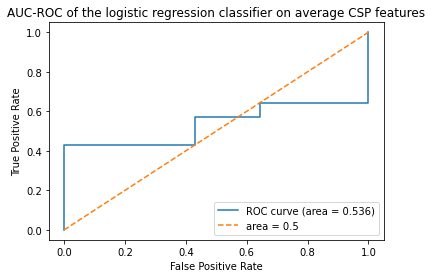 AUC-ROC of the logistic regression classifier on average CSP features
1.0
0.8
0.6
0.4
0.2
0.0
True Positive Rate
ROC curve (area = 0.536)
area = 0.5
0.0 0.2 0.4 0.6 0.8 1.0
False Positive Rate